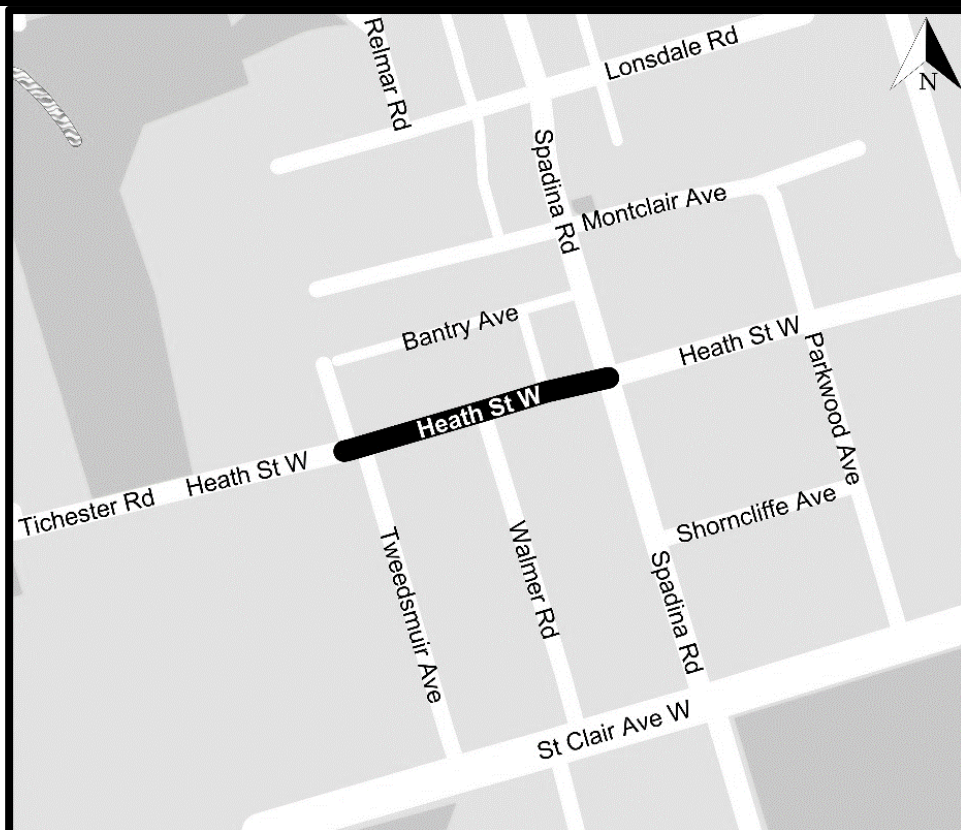 Relmar Rd
Lonsdale Rd
N
Spadina Rd
Montclair Ave
Bantry Ave
Heath St W
Parkwood Ave
Heath St W
Heath St W
Tichester Rd
Shorncliffe Ave
Tweedsmuir Ave
Walmer Rd
Spadina Rd
St Clair Ave W